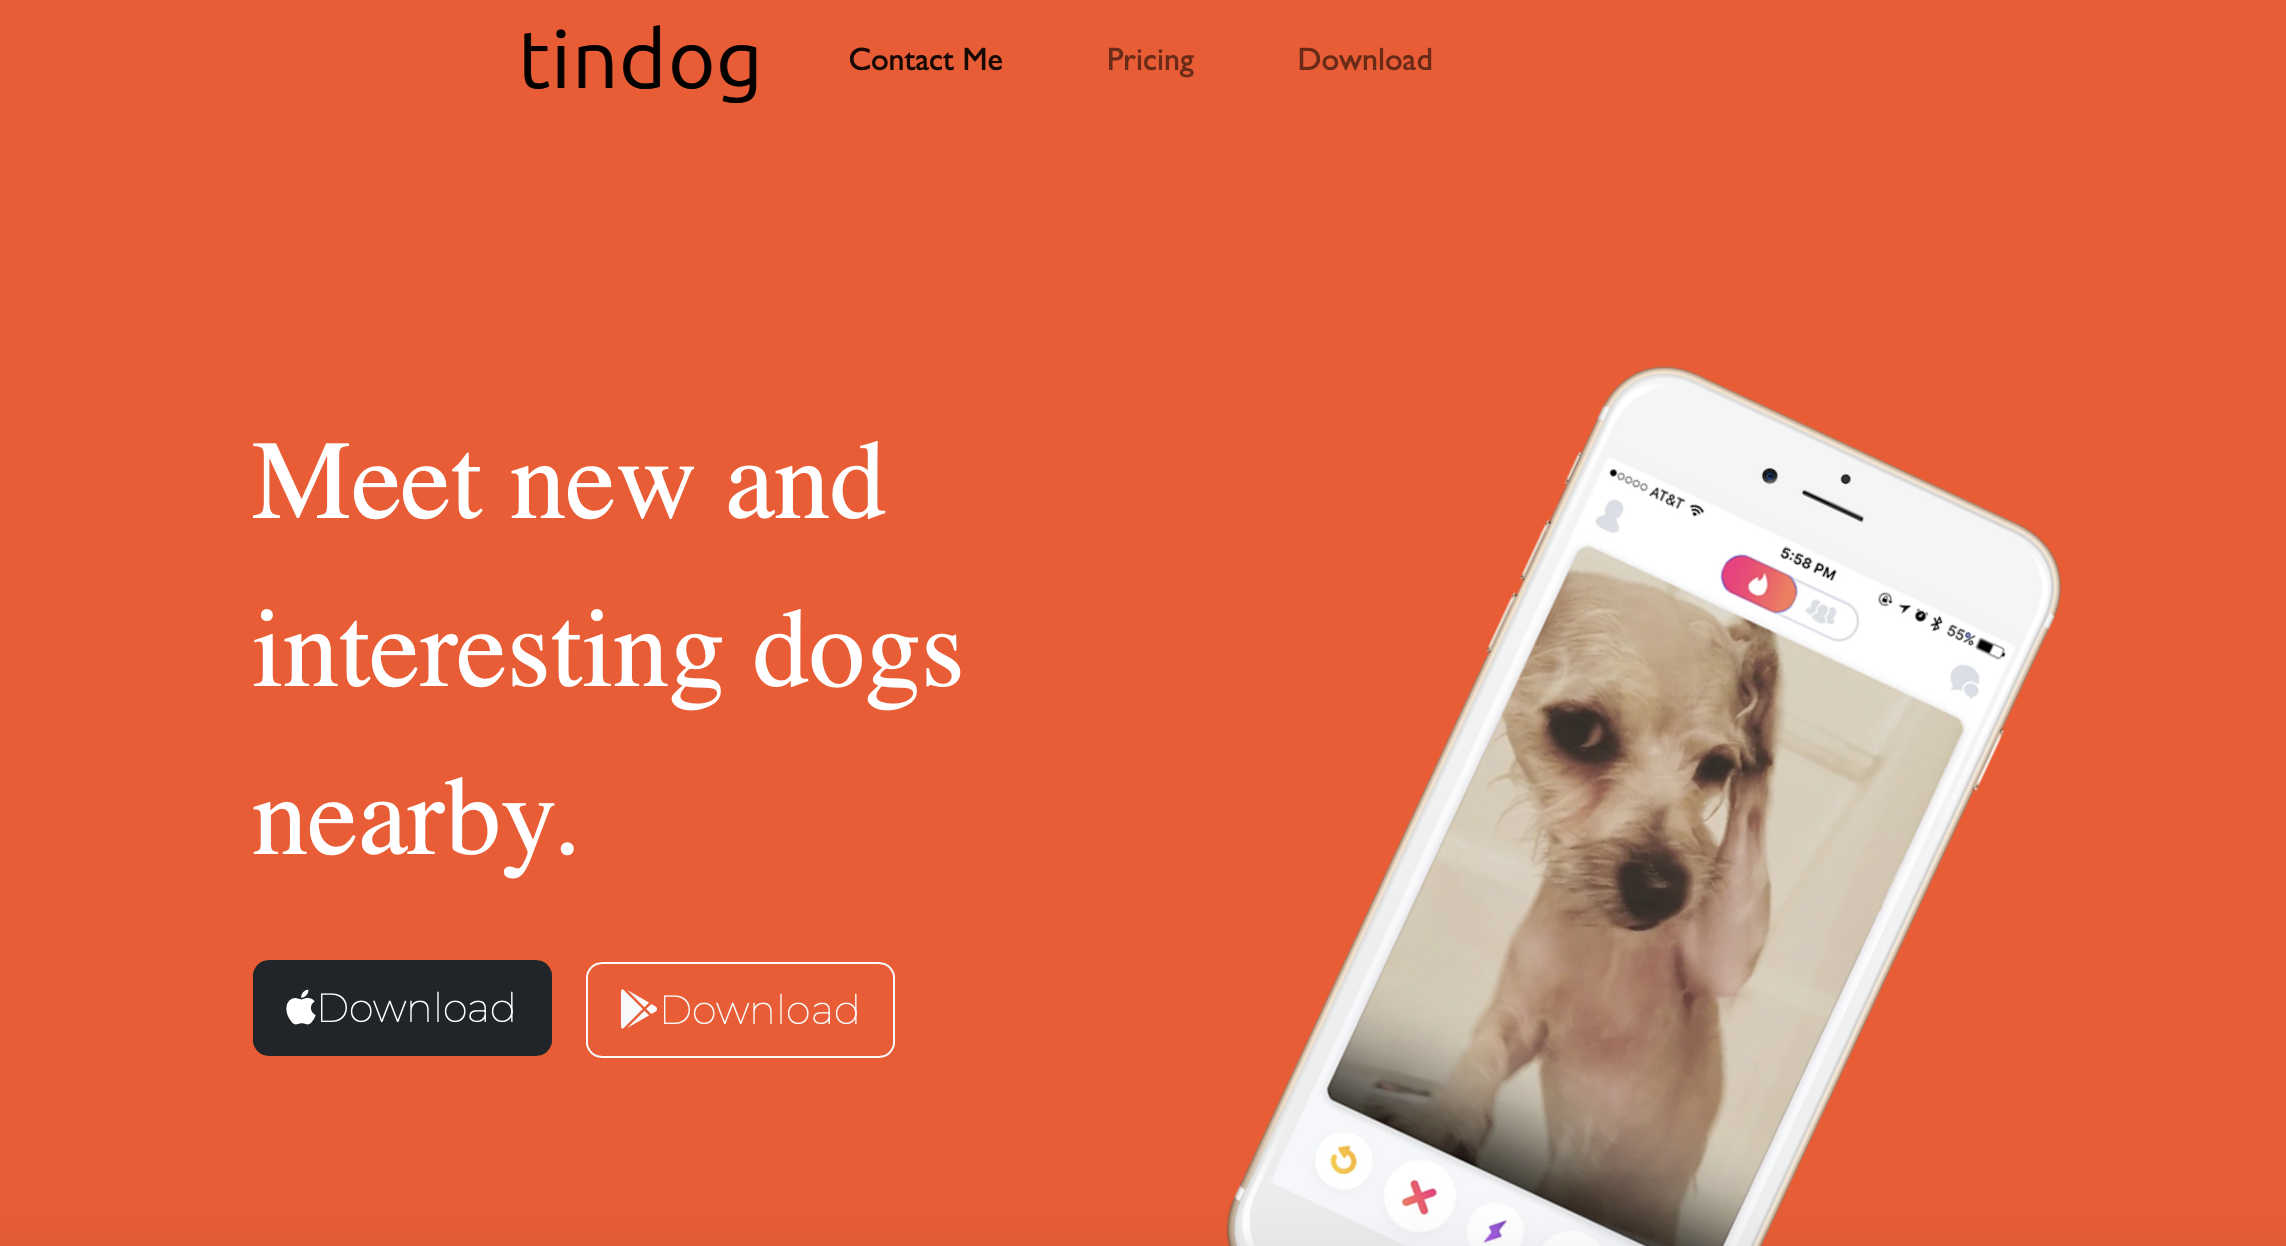 tindog
Contact Me
Pricing
Download
Meet new and
interesting dogs
nearby.
Download
Download
AT&T
5:58 PM
55%